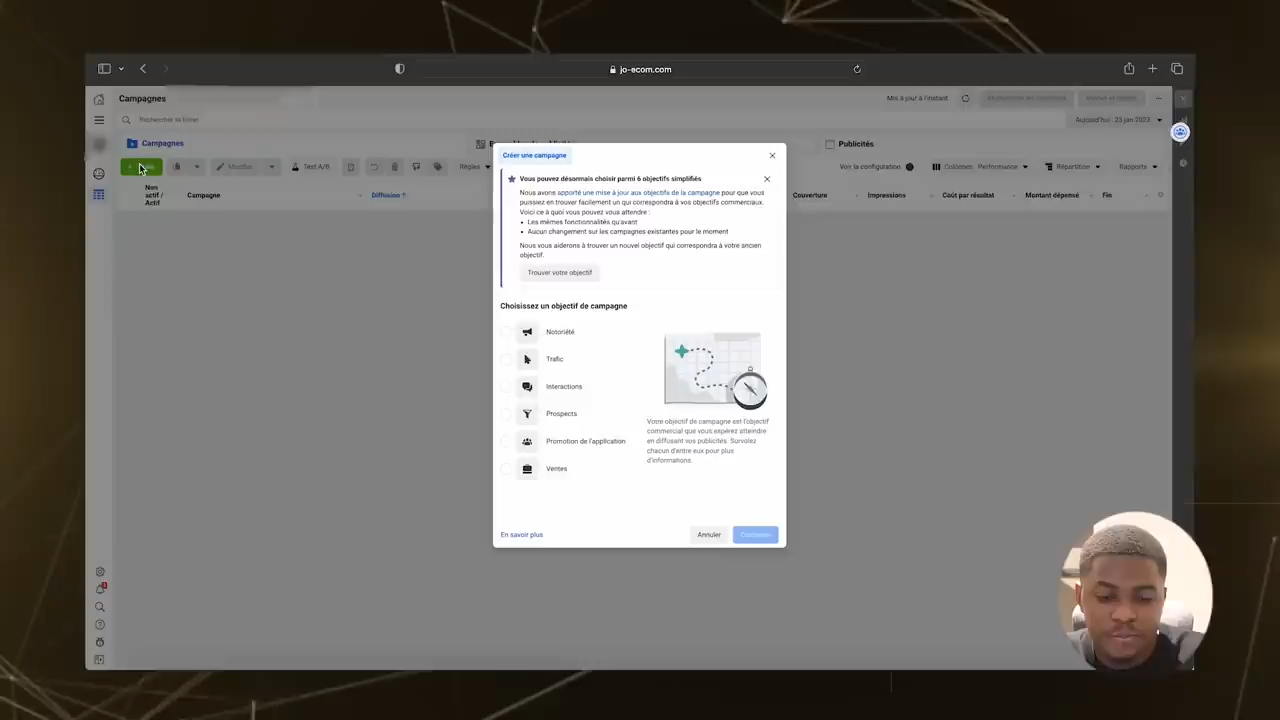 jo-ecom.com
Campagnes
Mis à jour à l'instant
Rechercher et filtrer
Aujourd'hui : 23 jan 2023
Campagnes
Publicités
Modifier
Test A/B
Règles
Voir la configuration
Colonnes : Performance
Répartition
Rapports
Non actif / Actif
Campagne
Diffusion ↑
Couverture
Impressions
Coût par résultat
Montant dépensé
Fin
Créer une campagne
Vous pouvez désormais choisir parmi 6 objectifs simplifiés
Nous avons apporté une mise à jour aux objectifs de la campagne pour que vous
puissiez en trouver facilement un qui correspond à vos objectifs commerciaux.
Voici ce à quoi vous pouvez vous attendre :
• Les mêmes fonctionnalités qu'avant
• Aucun changement sur les campagnes existantes pour le moment
Nous vous aiderons à trouver un nouvel objectif qui correspondra à votre ancien
objectif.
Trouver votre objectif
Choisissez un objectif de campagne
Notoriété
Trafic
Interactions
Prospects
Promotion de l'application
Ventes
Votre objectif de campagne est l'objectif
commercial que vous espérez atteindre
en diffusant vos publicités. Survolez
chacun d'entre eux pour plus
d'informations.
En savoir plus
Annuler
Continuer